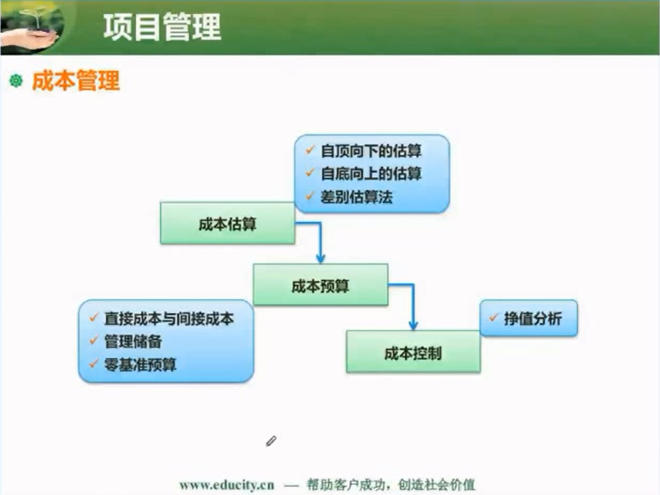 项目管理
成本管理
自顶向下的估算
自底向上的估算
差别估算法
成本估算
成本预算
直接成本与间接成本
管理储备
零基准预算
挣值分析
成本控制
www.educity.cn — 帮助客户成功，创造社会价值